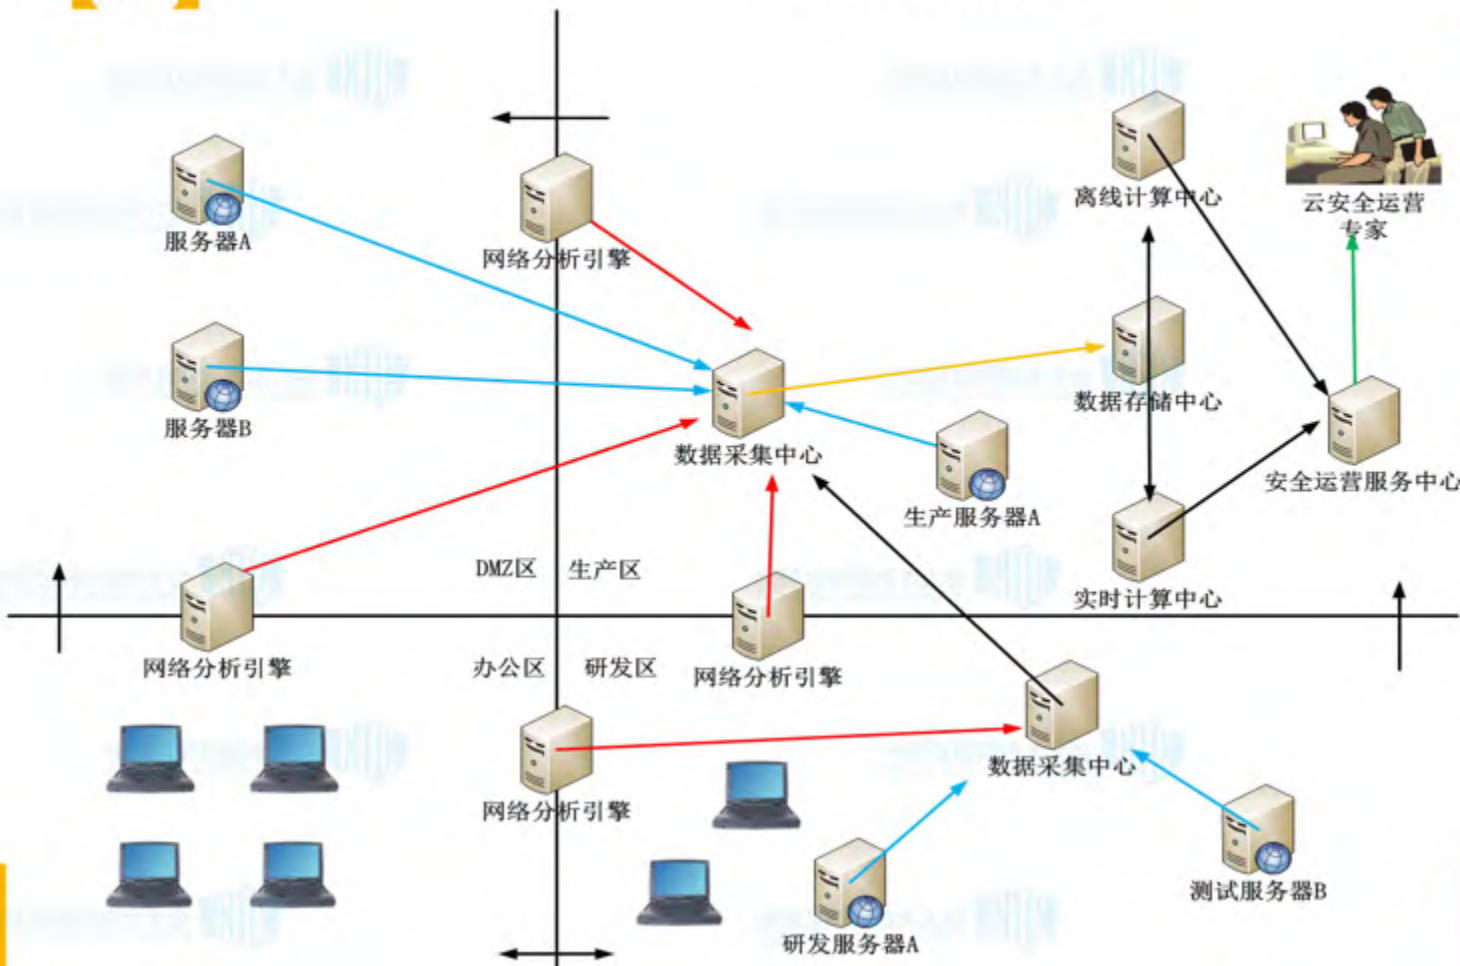 服务器A
网络分析引擎
离线计算中心
云安全运营
专家
服务器B
数据采集中心
数据存储中心
生产服务器A
安全运营服务中心
DMZ区
生产区
实时计算中心
网络分析引擎
办公区
研发区
网络分析引擎
数据采集中心
网络分析引擎
测试服务器B
研发服务器A